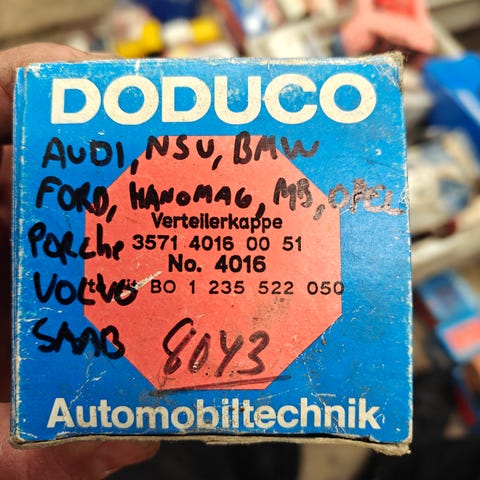 DODUCO
AUDI, NSU, BMW
FORD, HANOMAG, MB, OPEL
Verteilerkappe
PORCHE 3571 4016 00 51
No. 4016
VOLVO BO 1 235 522 050
SAAB 8043
Automobiltechnik